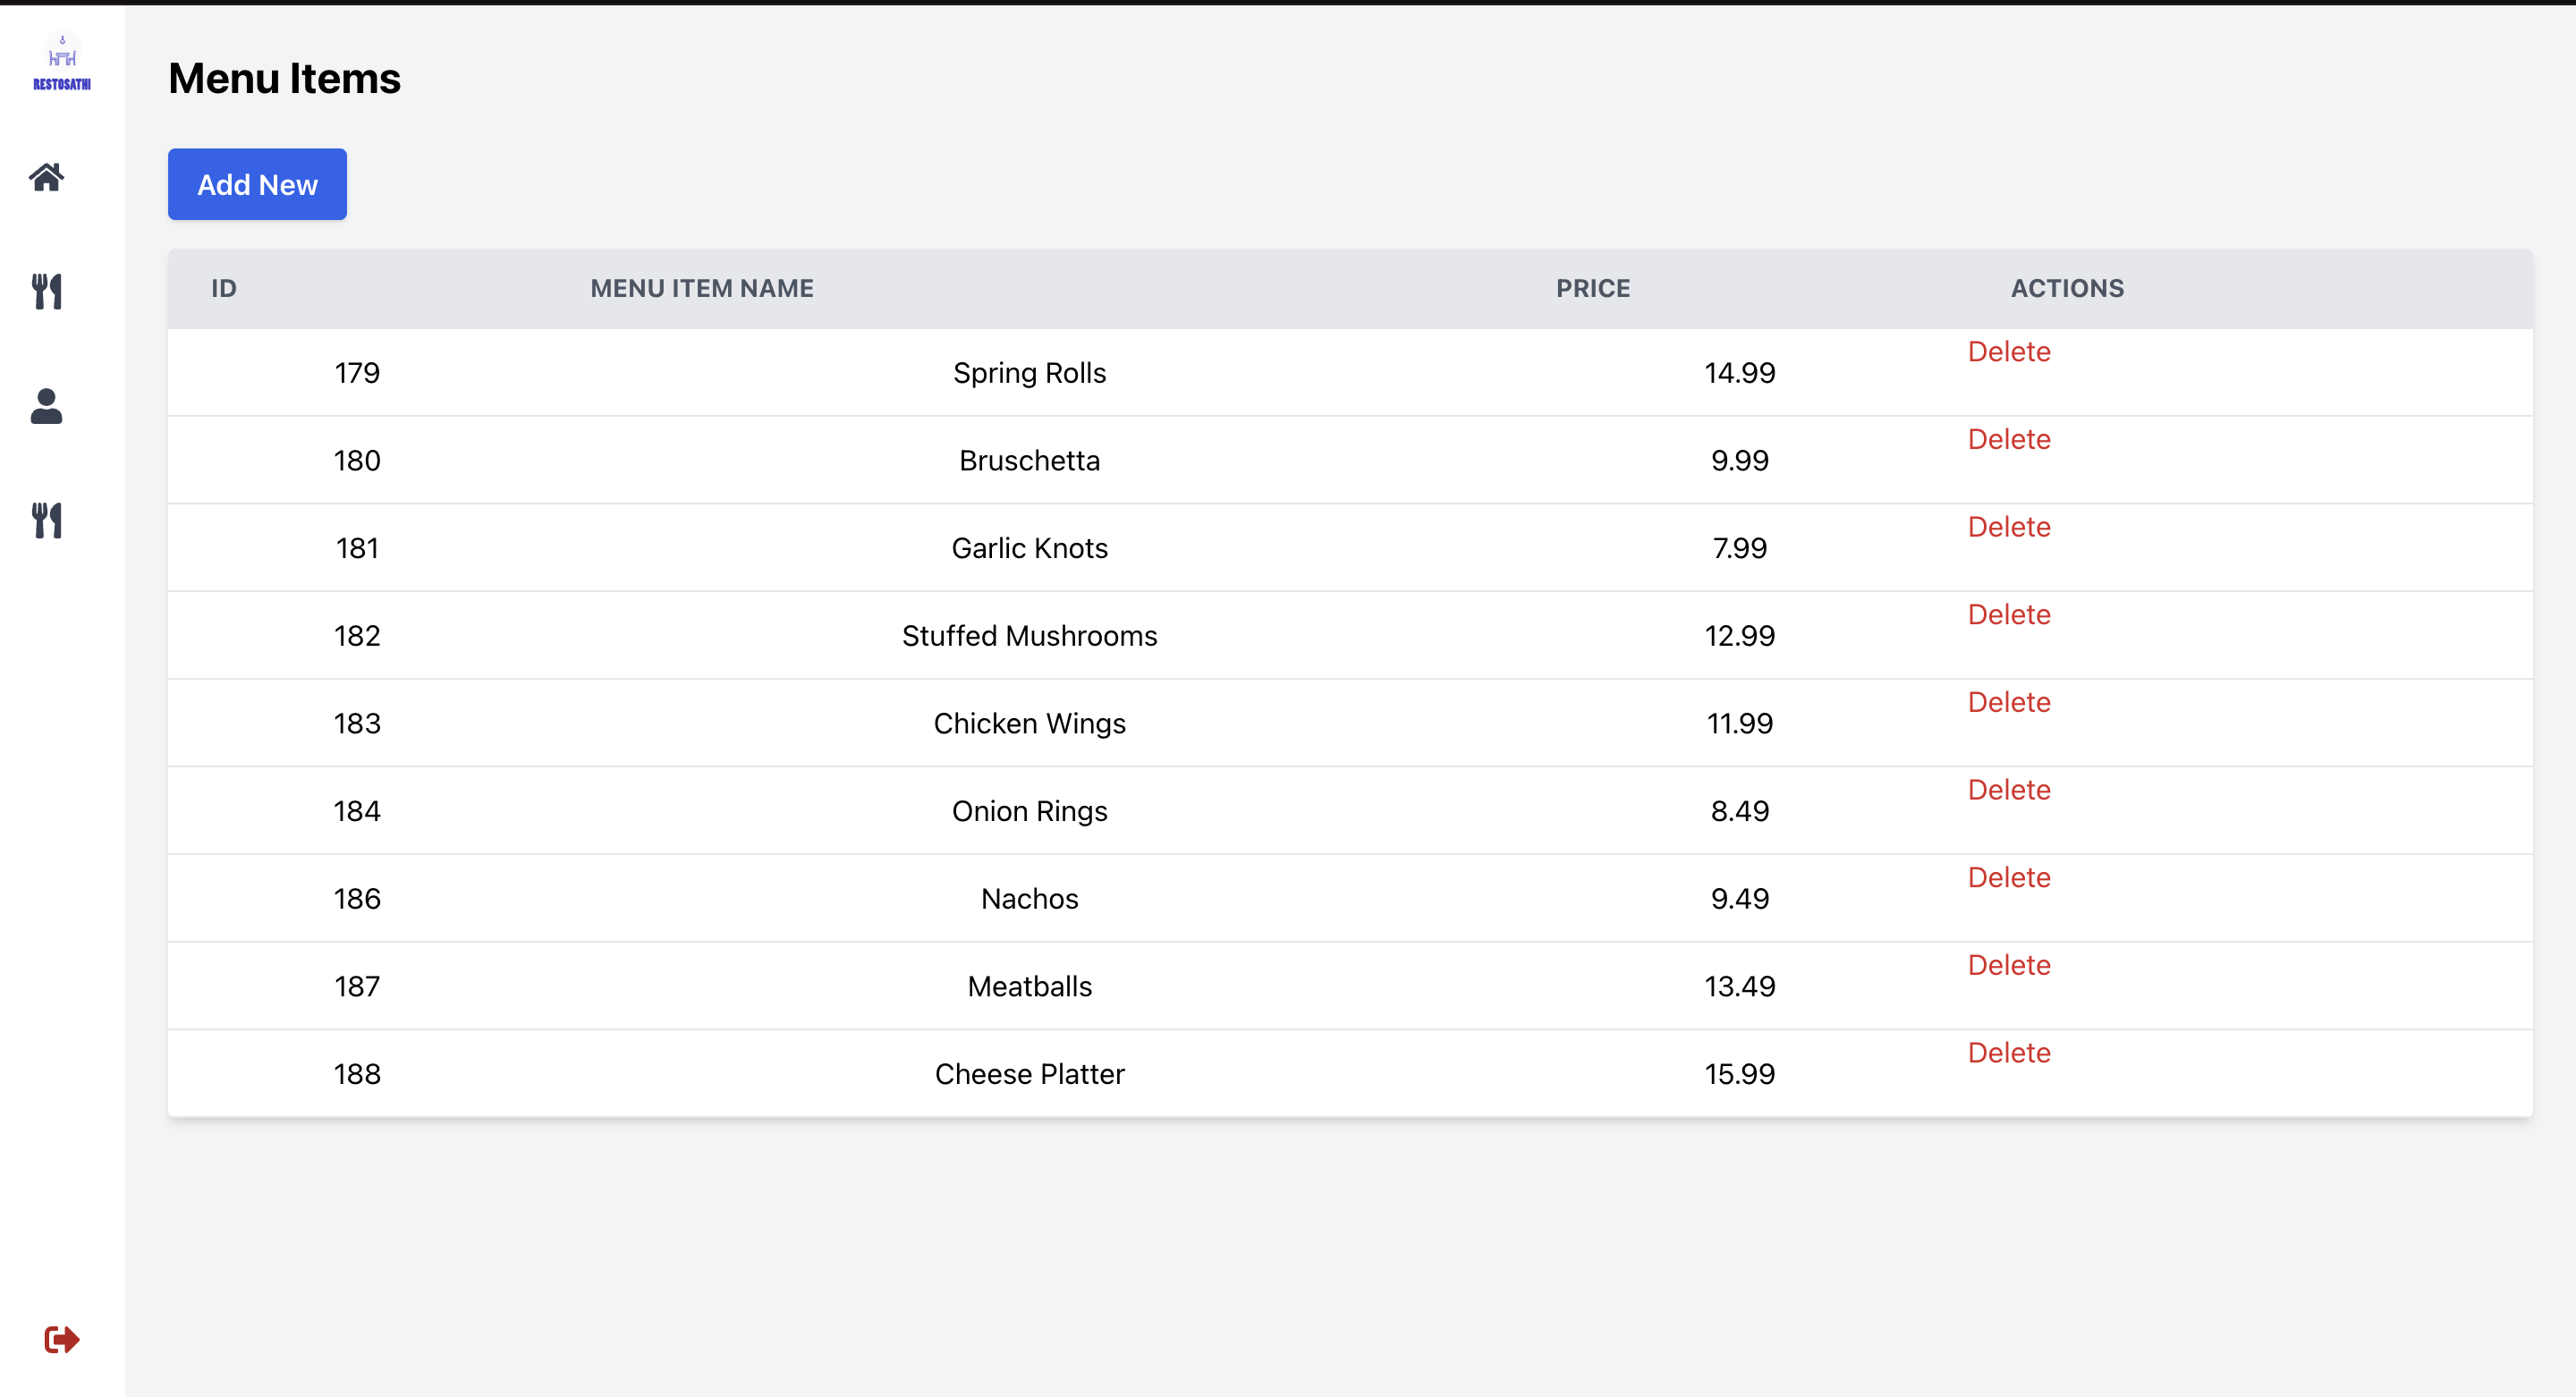 RESTOSATHI
Menu Items
Add New
ID MENU ITEM NAME PRICE ACTIONS
179 Spring Rolls 14.99 Delete
180 Bruschetta 9.99 Delete
181 Garlic Knots 7.99 Delete
182 Stuffed Mushrooms 12.99 Delete
183 Chicken Wings 11.99 Delete
184 Onion Rings 8.49 Delete
186 Nachos 9.49 Delete
187 Meatballs 13.49 Delete
188 Cheese Platter 15.99 Delete